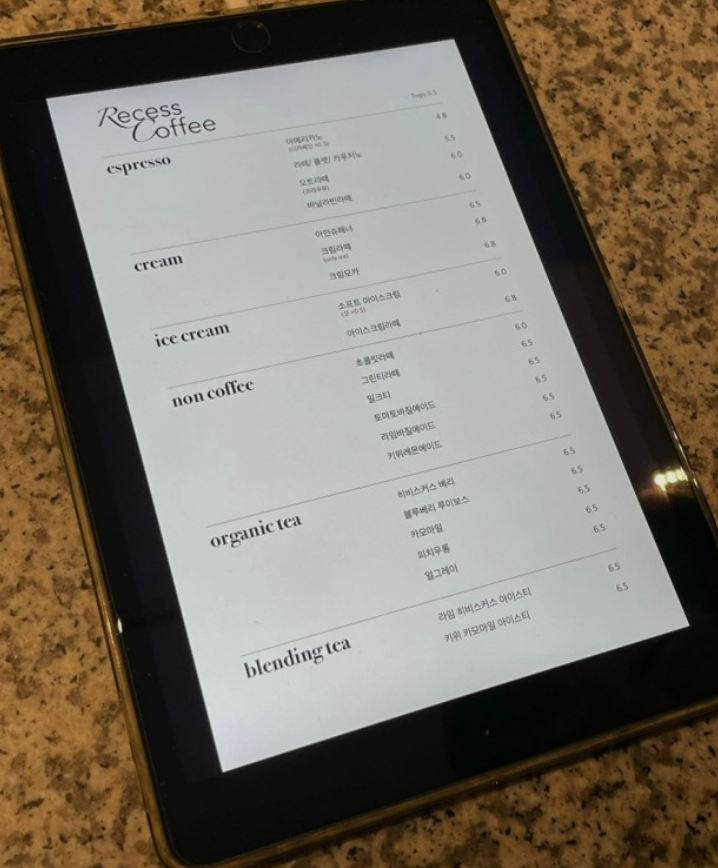 Recess
Coffee
Togo 0.5
espresso
아메리카노 4.8
(디카페인 +0.5)
라떼/ 플랫/ 카푸치노 5.5
오트라떼 6.0
바닐라빈라떼 6.0
cream
아인슈페너 6.5
크림라떼 6.8
(only ice)
크림모카 6.8
ice cream
소프트 아이스크림 6.0
(샷 +0.5)
아이스크림라떼 6.8
non coffee
초콜릿라떼 6.0
그린티라떼 6.5
밀크티 6.5
토마토바질에이드 6.5
라임바질에이드 6.5
키위레몬에이드 6.5
organic tea
히비스커스 베리 6.5
블루베리 루이보스 6.5
카모마일 6.5
피치우롱 6.5
얼그레이 6.5
blending tea
라임 히비스커스 아이스티 6.5
키위 카모마일 아이스티 6.5